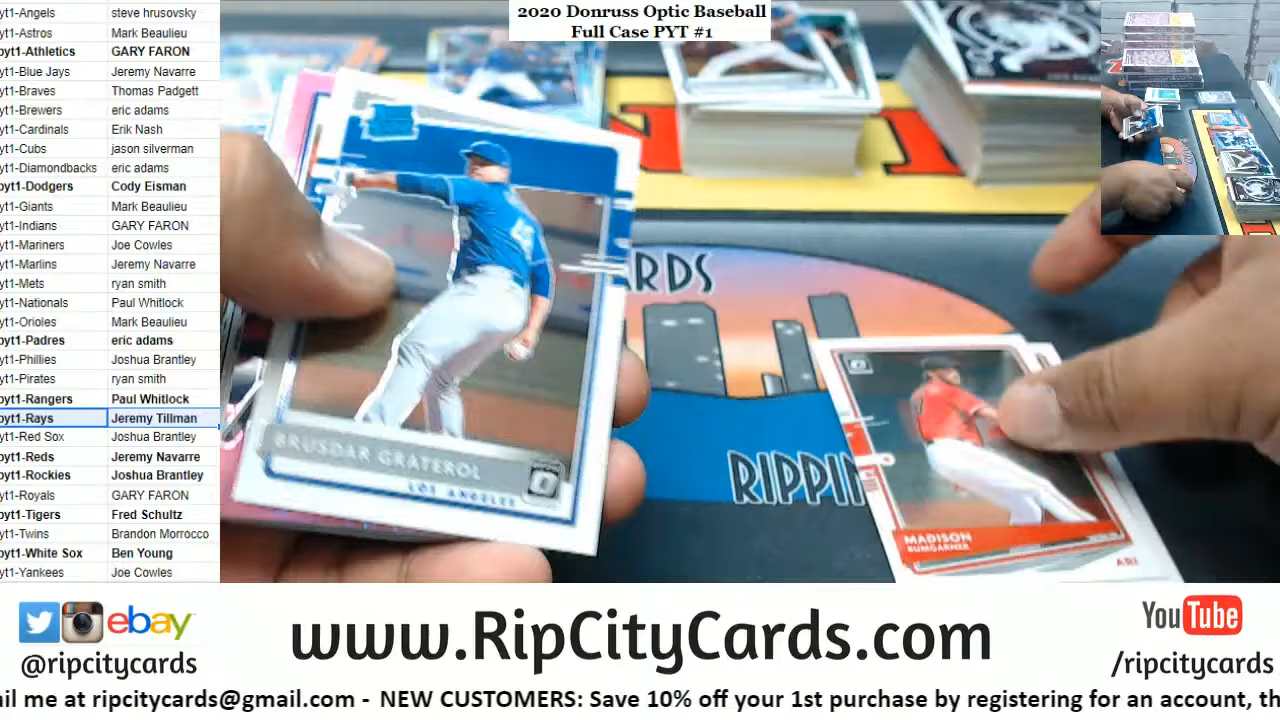 2020 Donruss Optic Baseball
Full Case PYT #1
yt1-Angels steve hrusovsky
yt1-Astros Mark Beaulieu
pyt1-Athletics GARY FARON
yt1-Blue Jays Jeremy Navarre
yt1-Braves Thomas Padgett
yt1-Brewers eric adams
yt1-Cardinals Erik Nash
yt1-Cubs jason silverman
yt1-Diamondbacks eric adams
pyt1-Dodgers Cody Eisman
yt1-Giants Mark Beaulieu
yt1-Indians GARY FARON
yt1-Mariners Joe Cowles
yt1-Marlins Jeremy Navarre
yt1-Mets ryan smith
yt1-Nationals Paul Whitlock
yt1-Orioles Mark Beaulieu
pyt1-Padres eric adams
yt1-Phillies Joshua Brantley
yt1-Pirates ryan smith
pyt1-Rangers Paul Whitlock
pyt1-Rays Jeremy Tillman
yt1-Red Sox Joshua Brantley
pyt1-Reds Jeremy Navarre
pyt1-Rockies Joshua Brantley
yt1-Royals GARY FARON
pyt1-Tigers Fred Schultz
yt1-Twins Brandon Morrocco
pyt1-White Sox Ben Young
yt1-Yankees Joe Cowles
BRUSDAR GRATEROL
LOS ANGELES
ARDS
RIPPIN
MADISON
BUMGARNER
ARI
ebay
@ripcitycards
www.RipCityCards.com
YouTube
/ripcitycards
ail me at ripcitycards@gmail.com - NEW CUSTOMERS: Save 10% off your 1st purchase by registering for an account, th